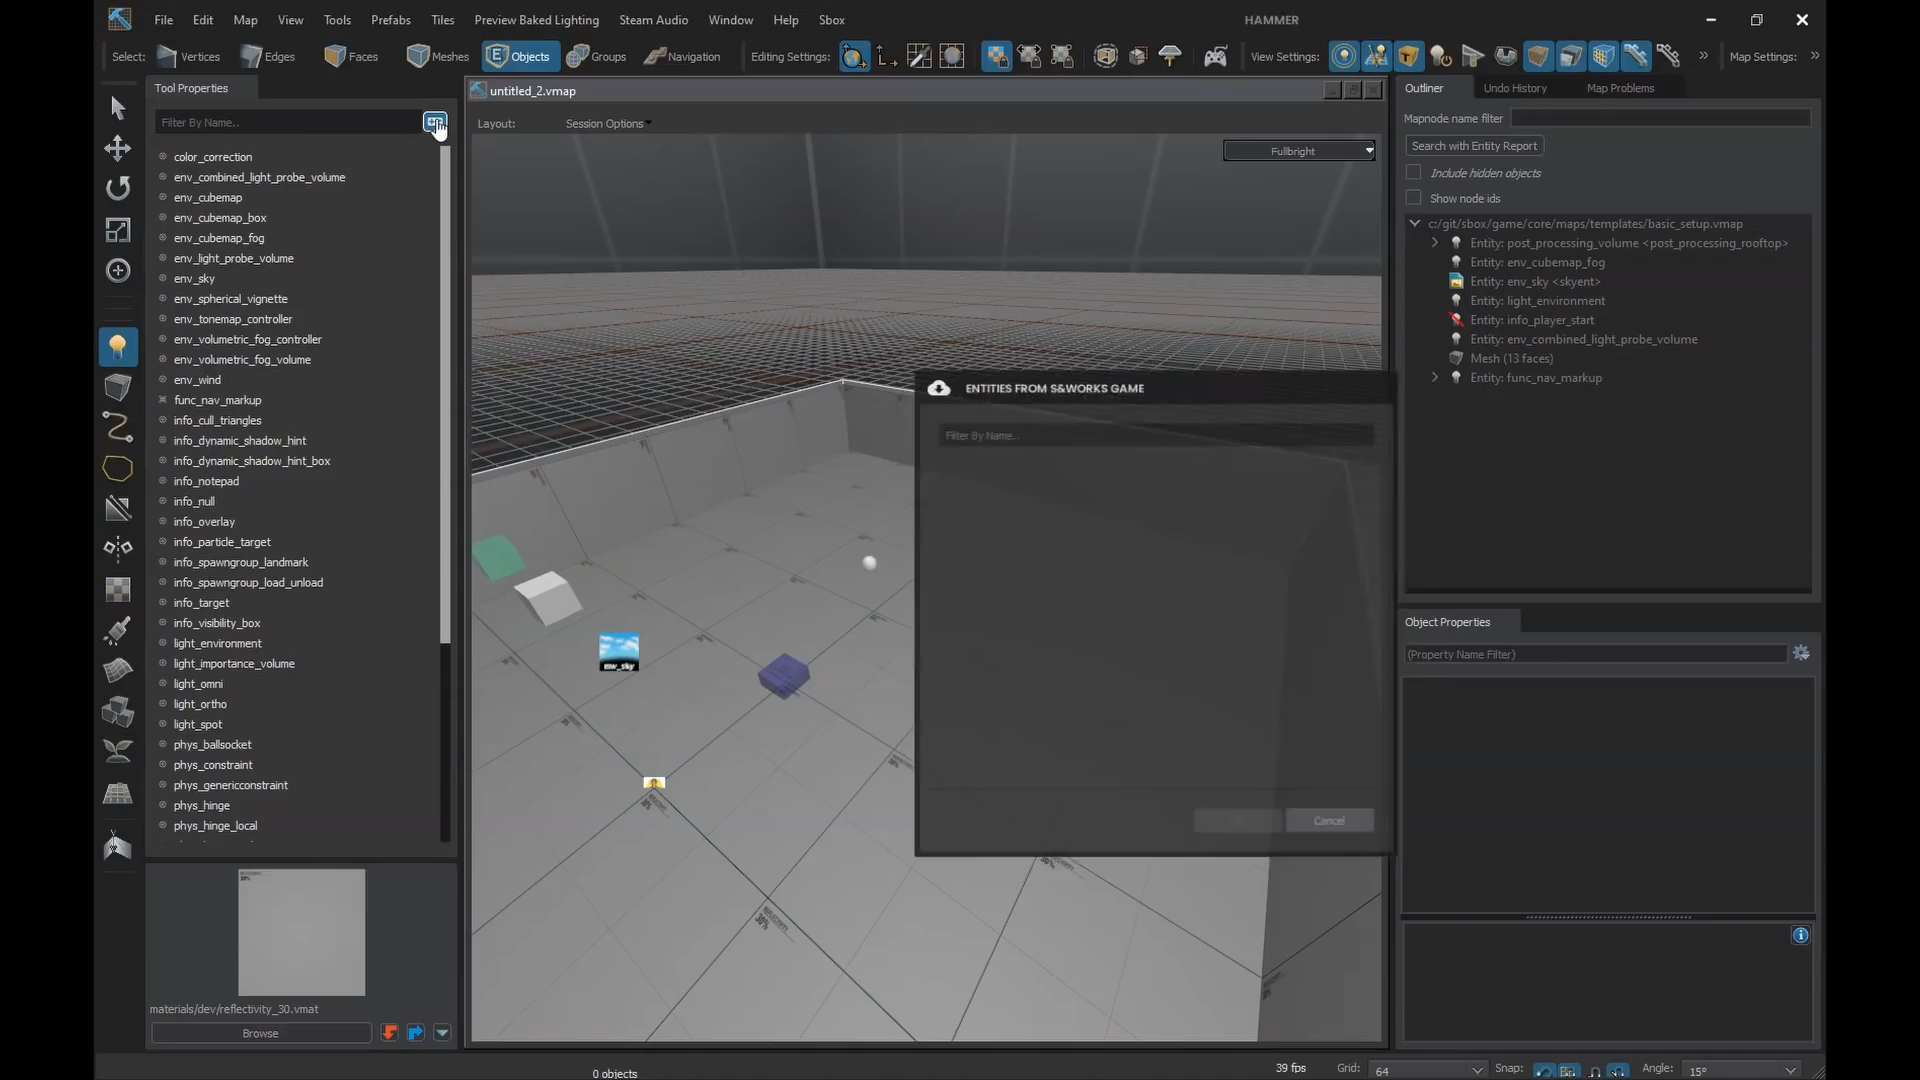 File Edit Map View Tools Prefabs Tiles Preview Baked Lighting Steam Audio Window Help Sbox HAMMER
Select: Vertices Edges Faces Meshes Objects Groups Navigation Editing Settings: View Settings: Map Settings:
Tool Properties
Filter By Name..
color_correction
env_combined_light_probe_volume
env_cubemap
env_cubemap_box
env_cubemap_fog
env_light_probe_volume
env_sky
env_spherical_vignette
env_tonemap_controller
env_volumetric_fog_controller
env_volumetric_fog_volume
env_wind
func_nav_markup
info_cull_triangles
info_dynamic_shadow_hint
info_dynamic_shadow_hint_box
info_notepad
info_null
info_overlay
info_particle_target
info_spawngroup_landmark
info_spawngroup_load_unload
info_target
info_visibility_box
light_environment
light_importance_volume
light_omni
light_ortho
light_spot
phys_ballsocket
phys_constraint
phys_genericconstraint
phys_hinge
phys_hinge_local
materials/dev/reflectivity_30.vmat
Browse
untitled_2.vmap
Layout: Session Options
Fullbright
env_sky
30%
ENTITIES FROM S&WORKS GAME
Filter By Name..
Cancel
Outliner Undo History Map Problems
Mapnode name filter
Search with Entity Report
Include hidden objects
Show node ids
c:/git/sbox/game/core/maps/templates/basic_setup.vmap
Entity: post_processing_volume <post_processing_rooftop>
Entity: env_cubemap_fog
Entity: env_sky <skyent>
Entity: light_environment
Entity: info_player_start
Entity: env_combined_light_probe_volume
Mesh (13 faces)
Entity: func_nav_markup
Object Properties
(Property Name Filter)
0 objects 39 fps Grid: 64 Snap: Angle: 15°